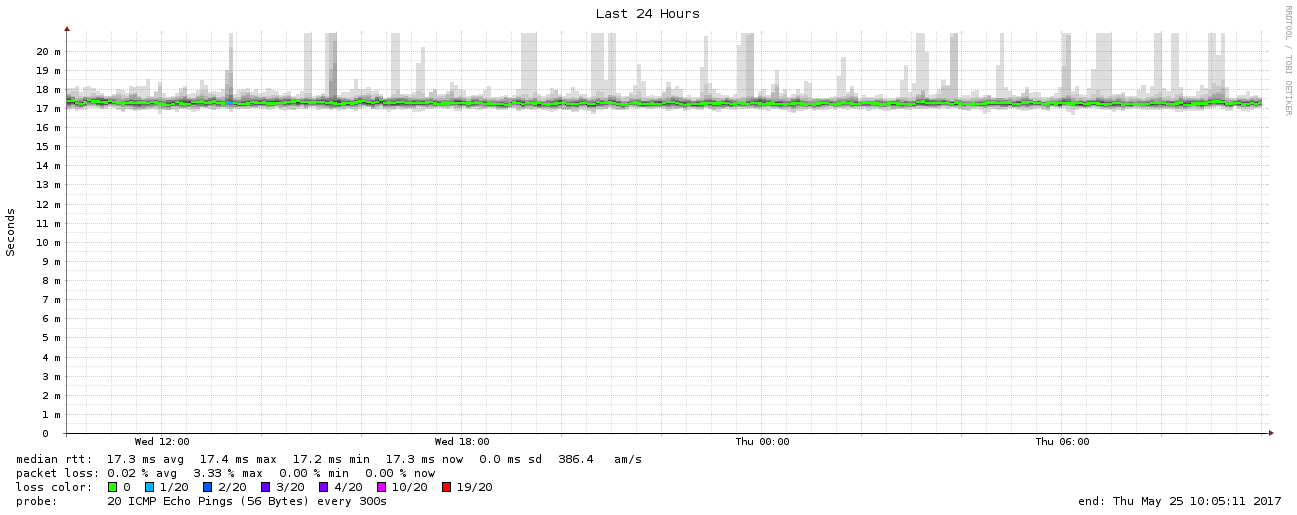 Last 24 Hours
RRDTOOL / TOBI OETIKER
Seconds
20 m
19 m
18 m
17 m
16 m
15 m
14 m
13 m
12 m
11 m
10 m
9 m
8 m
7 m
6 m
5 m
4 m
3 m
2 m
1 m
0
Wed 12:00 Wed 18:00 Thu 00:00 Thu 06:00
median rtt: 17.3 ms avg 17.4 ms max 17.2 ms min 17.3 ms now 0.0 ms sd 386.4 am/s
packet loss: 0.02 % avg 3.33 % max 0.00 % min 0.00 % now
loss color: 0 1/20 2/20 3/20 4/20 10/20 19/20
probe: 20 ICMP Echo Pings (56 Bytes) every 300s end: Thu May 25 10:05:11 2017